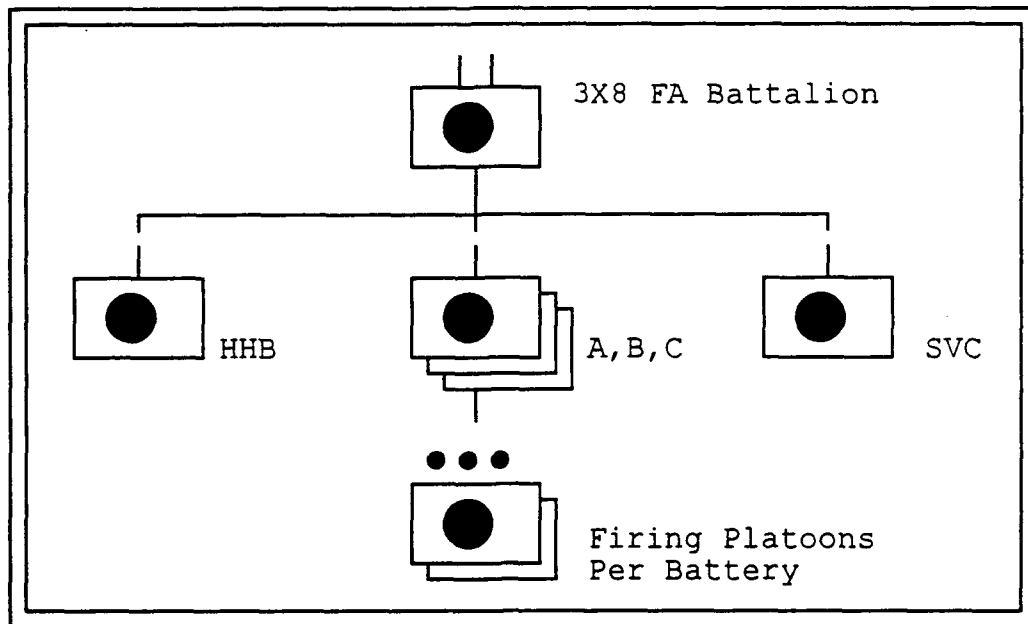 3X8 FA Battalion
HHB
A,B,C
SVC
Firing Platoons
Per Battery